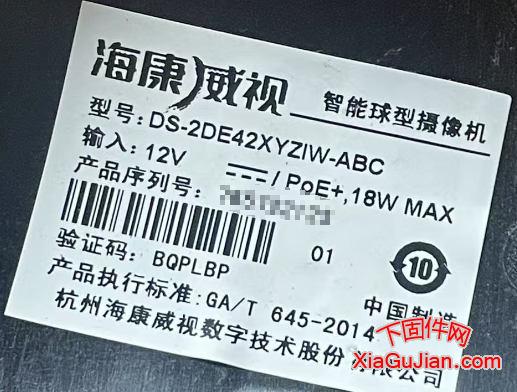 海康威视 智能球型摄像机
型号: DS-2DE42XYZIW-ABC
输入: 12V ⎓ / PoE+,18W MAX
产品序列号:
01
验证码: BQPLBP
10
中国制造
产品执行标准:GA/T 645-2014
杭州海康威视数字技术股份有限公司
下固件网
XiaGuJian.com